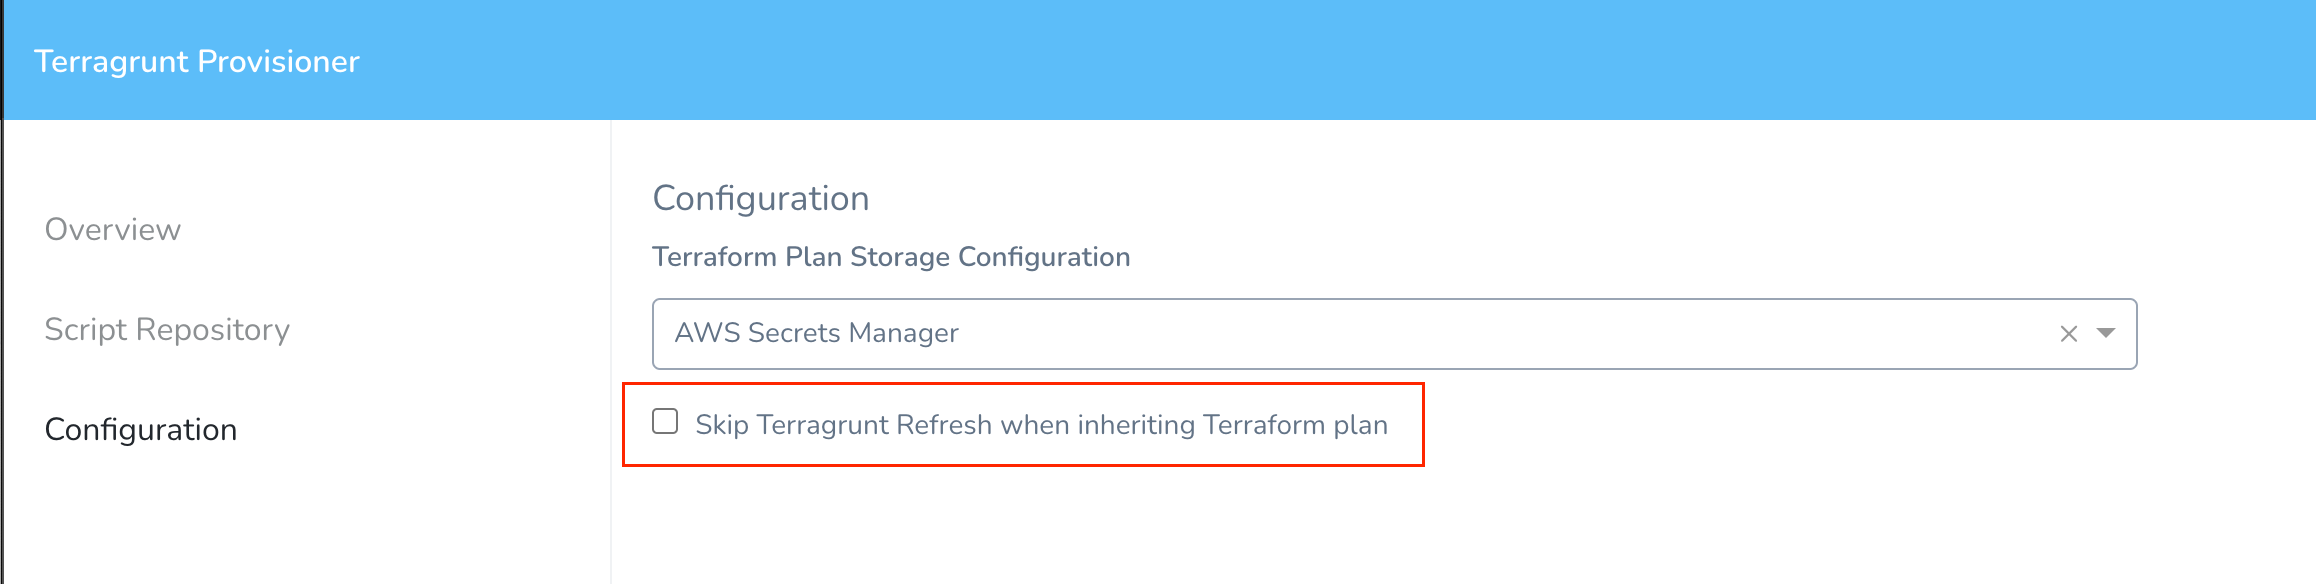 Terragrunt Provisioner
Overview
Script Repository
Configuration
Configuration
Terraform Plan Storage Configuration
AWS Secrets Manager
Skip Terragrunt Refresh when inheriting Terraform plan